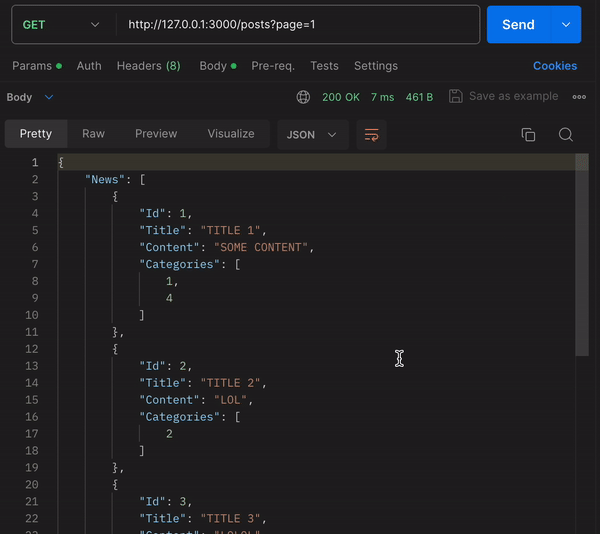 GET http://127.0.0.1:3000/posts?page=1 Send
Params Auth Headers (8) Body Pre-req. Tests Settings Cookies
Body 200 OK 7 ms 461 B Save as example
Pretty Raw Preview Visualize JSON
1 {
2 "News": [
3 {
4 "Id": 1,
5 "Title": "TITLE 1",
6 "Content": "SOME CONTENT",
7 "Categories": [
8 1,
9 4
10 ]
11 },
12 {
13 "Id": 2,
14 "Title": "TITLE 2",
15 "Content": "LOL",
16 "Categories": [
17 2
18 ]
19 },
20 {
21 "Id": 3,
22 "Title": "TITLE 3",